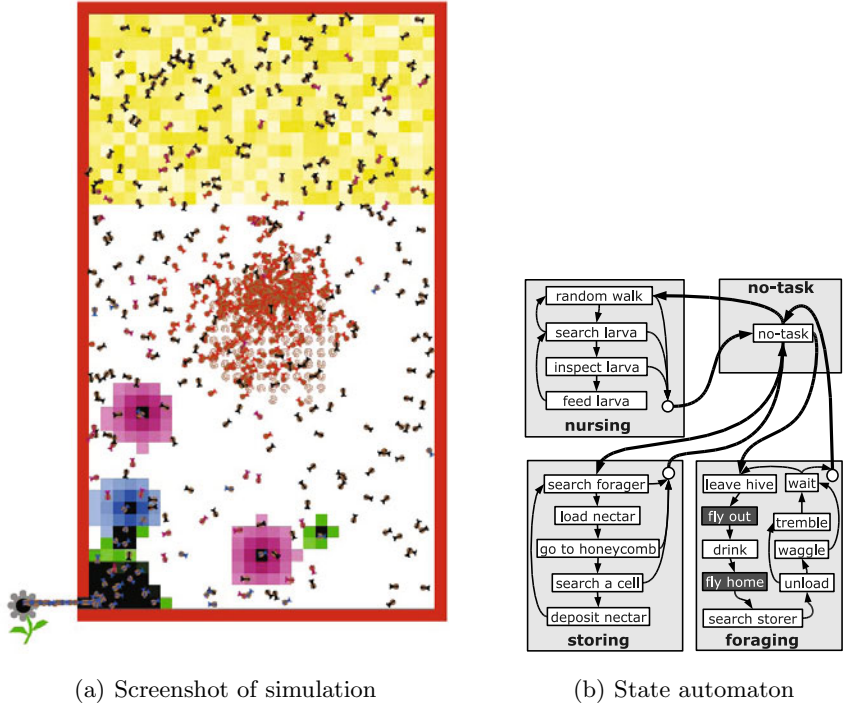 no-task
random walk
no-task
search larva
inspect larva
feed larva
nursing
search forager
leave hive
wait
load nectar
fly out
tremble
go to honeycomb
drink
waggle
search a cell
fly home
unload
deposit nectar
search storer
storing
foraging
(a) Screenshot of simulation
(b) State automaton